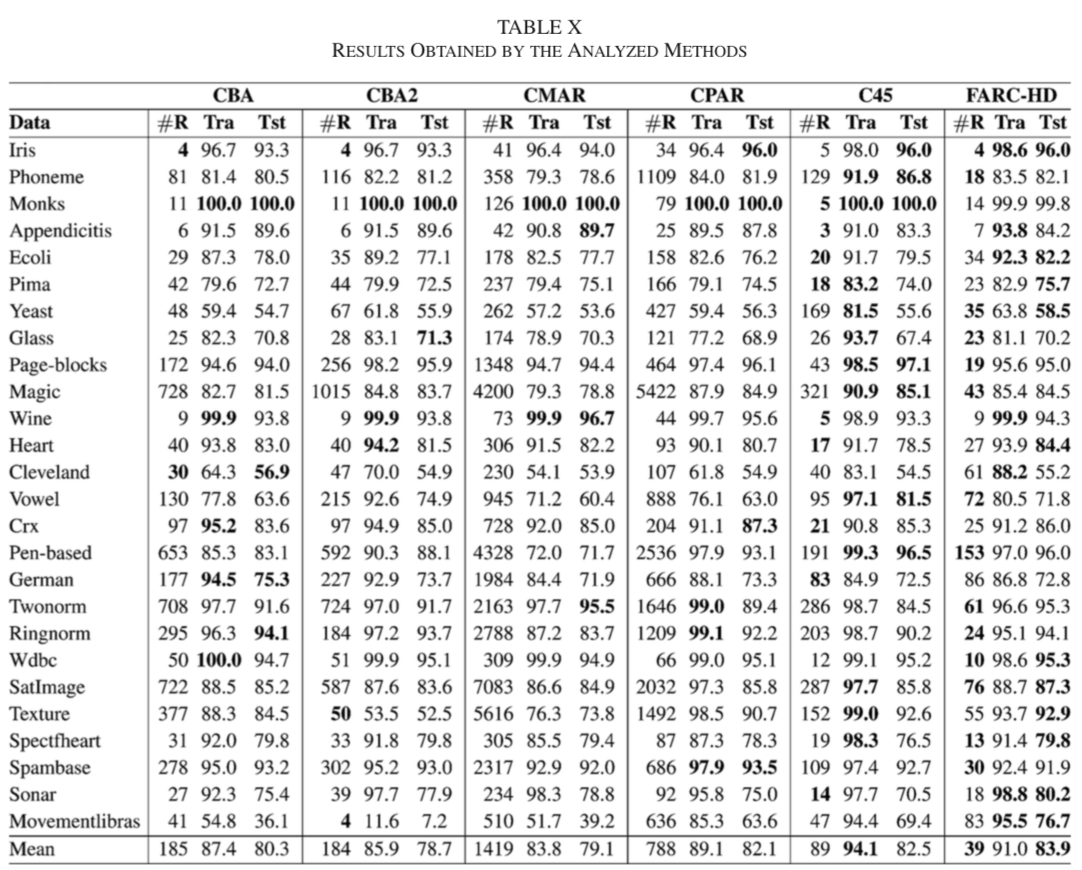 TABLE X
RESULTS OBTAINED BY THE ANALYZED METHODS
CBA CBA2 CMAR CPAR C45 FARC-HD
Data #R Tra Tst #R Tra Tst #R Tra Tst #R Tra Tst #R Tra Tst #R Tra Tst
Iris 4 96.7 93.3 4 96.7 93.3 41 96.4 94.0 34 96.4 96.0 5 98.0 96.0 4 98.6 96.0
Phoneme 81 81.4 80.5 116 82.2 81.2 358 79.3 78.6 1109 84.0 81.9 129 91.9 86.8 18 83.5 82.1
Monks 11 100.0 100.0 11 100.0 100.0 126 100.0 100.0 79 100.0 100.0 5 100.0 100.0 14 99.9 99.8
Appendicitis 6 91.5 89.6 6 91.5 89.6 42 90.8 89.7 25 89.5 87.8 3 91.0 83.3 7 93.8 84.2
Ecoli 29 87.3 78.0 35 89.2 77.1 178 82.5 77.7 158 82.6 76.2 20 91.7 79.5 34 92.3 82.2
Pima 42 79.6 72.7 44 79.9 72.5 237 79.4 75.1 166 79.1 74.5 18 83.2 74.0 23 82.9 75.7
Yeast 48 59.4 54.7 67 61.8 55.9 262 57.2 53.6 427 59.4 56.3 169 81.5 55.6 35 63.8 58.5
Glass 25 82.3 70.8 28 83.1 71.3 174 78.9 70.3 121 77.2 68.9 26 93.7 67.4 23 81.1 70.2
Page-blocks 172 94.6 94.0 256 98.2 95.9 1348 94.7 94.4 464 97.4 96.1 43 98.5 97.1 19 95.6 95.0
Magic 728 82.7 81.5 1015 84.8 83.7 4200 79.3 78.8 5422 87.9 84.9 321 90.9 85.1 43 85.4 84.5
Wine 9 99.9 93.8 9 99.9 93.8 73 99.9 96.7 44 99.7 95.6 5 98.9 93.3 9 99.9 94.3
Heart 40 93.8 83.0 40 94.2 81.5 306 91.5 82.2 93 90.1 80.7 17 91.7 78.5 27 93.9 84.4
Cleveland 30 64.3 56.9 47 70.0 54.9 230 54.1 53.9 107 61.8 54.9 40 83.1 54.5 61 88.2 55.2
Vowel 130 77.8 63.6 215 92.6 74.9 945 71.2 60.4 888 76.1 63.0 95 97.1 81.5 72 80.5 71.8
Crx 97 95.2 83.6 97 94.9 85.0 728 92.0 85.0 204 91.1 87.3 21 90.8 85.3 25 91.2 86.0
Pen-based 653 85.3 83.1 592 90.3 88.1 4328 72.0 71.7 2536 97.9 93.1 191 99.3 96.5 153 97.0 96.0
German 177 94.5 75.3 227 92.9 73.7 1984 84.4 71.9 666 88.1 73.3 83 84.9 72.5 86 86.8 72.8
Twonorm 708 97.7 91.6 724 97.0 91.7 2163 97.7 95.5 1646 99.0 89.4 286 98.7 84.5 61 96.6 95.3
Ringnorm 295 96.3 94.1 184 97.2 93.7 2788 87.2 83.7 1209 99.1 92.2 203 98.7 90.2 24 95.1 94.1
Wdbc 50 100.0 94.7 51 99.9 95.1 309 99.9 94.9 66 99.0 95.1 12 99.1 95.2 10 98.6 95.3
SatImage 722 88.5 85.2 587 87.6 83.6 7083 86.6 84.9 2032 97.3 85.8 287 97.7 85.8 76 88.7 87.3
Texture 377 88.3 84.5 50 53.5 52.5 5616 76.3 73.8 1492 98.5 90.7 152 99.0 92.6 55 93.7 92.9
Spectfheart 31 92.0 79.8 33 91.8 79.8 305 85.5 79.4 87 87.3 78.3 19 98.3 76.5 13 91.4 79.8
Spambase 278 95.0 93.2 302 95.2 93.0 2317 92.9 92.0 686 97.9 93.5 109 97.4 92.7 30 92.4 91.9
Sonar 27 92.3 75.4 39 97.7 77.9 234 98.3 78.8 92 95.8 75.0 14 97.7 70.5 18 98.8 80.2
Movementlibras 41 54.8 36.1 4 11.6 7.2 510 51.7 39.2 636 85.3 63.6 47 94.4 69.4 83 95.5 76.7
Mean 185 87.4 80.3 184 85.9 78.7 1419 83.8 79.1 788 89.1 82.1 89 94.1 82.5 39 91.0 83.9